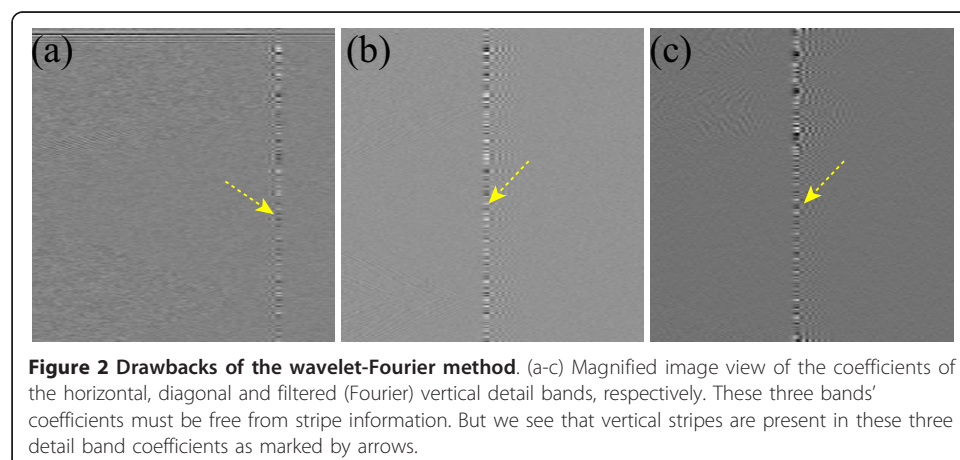 (a)
(b)
(c)
Figure 2 Drawbacks of the wavelet-Fourier method. (a-c) Magnified image view of the coefficients of
the horizontal, diagonal and filtered (Fourier) vertical detail bands, respectively. These three bands’
coefficients must be free from stripe information. But we see that vertical stripes are present in these three
detail band coefficients as marked by arrows.